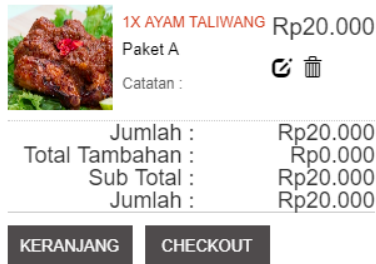 1X AYAM TALIWANG Rp20.000
Paket A
Catatan :
Jumlah : Rp20.000
Total Tambahan : Rp0.000
Sub Total : Rp20.000
Jumlah : Rp20.000
KERANJANG CHECKOUT